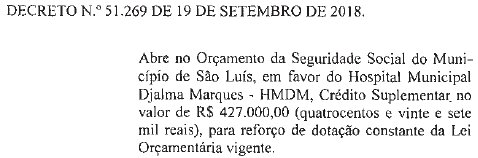 DECRETO N.º 51.269 DE 19 DE SETEMBRO DE 2018.
Abre no Orçamento da Seguridade Social do Muni-
cípio de São Luís, em favor do Hospital Municipal
Djalma Marques - HMDM, Crédito Suplementar no
valor de R$ 427.000,00 (quatrocentos e vinte e sete
mil reais), para reforço de dotação constante da Lei
Orçamentária vigente.